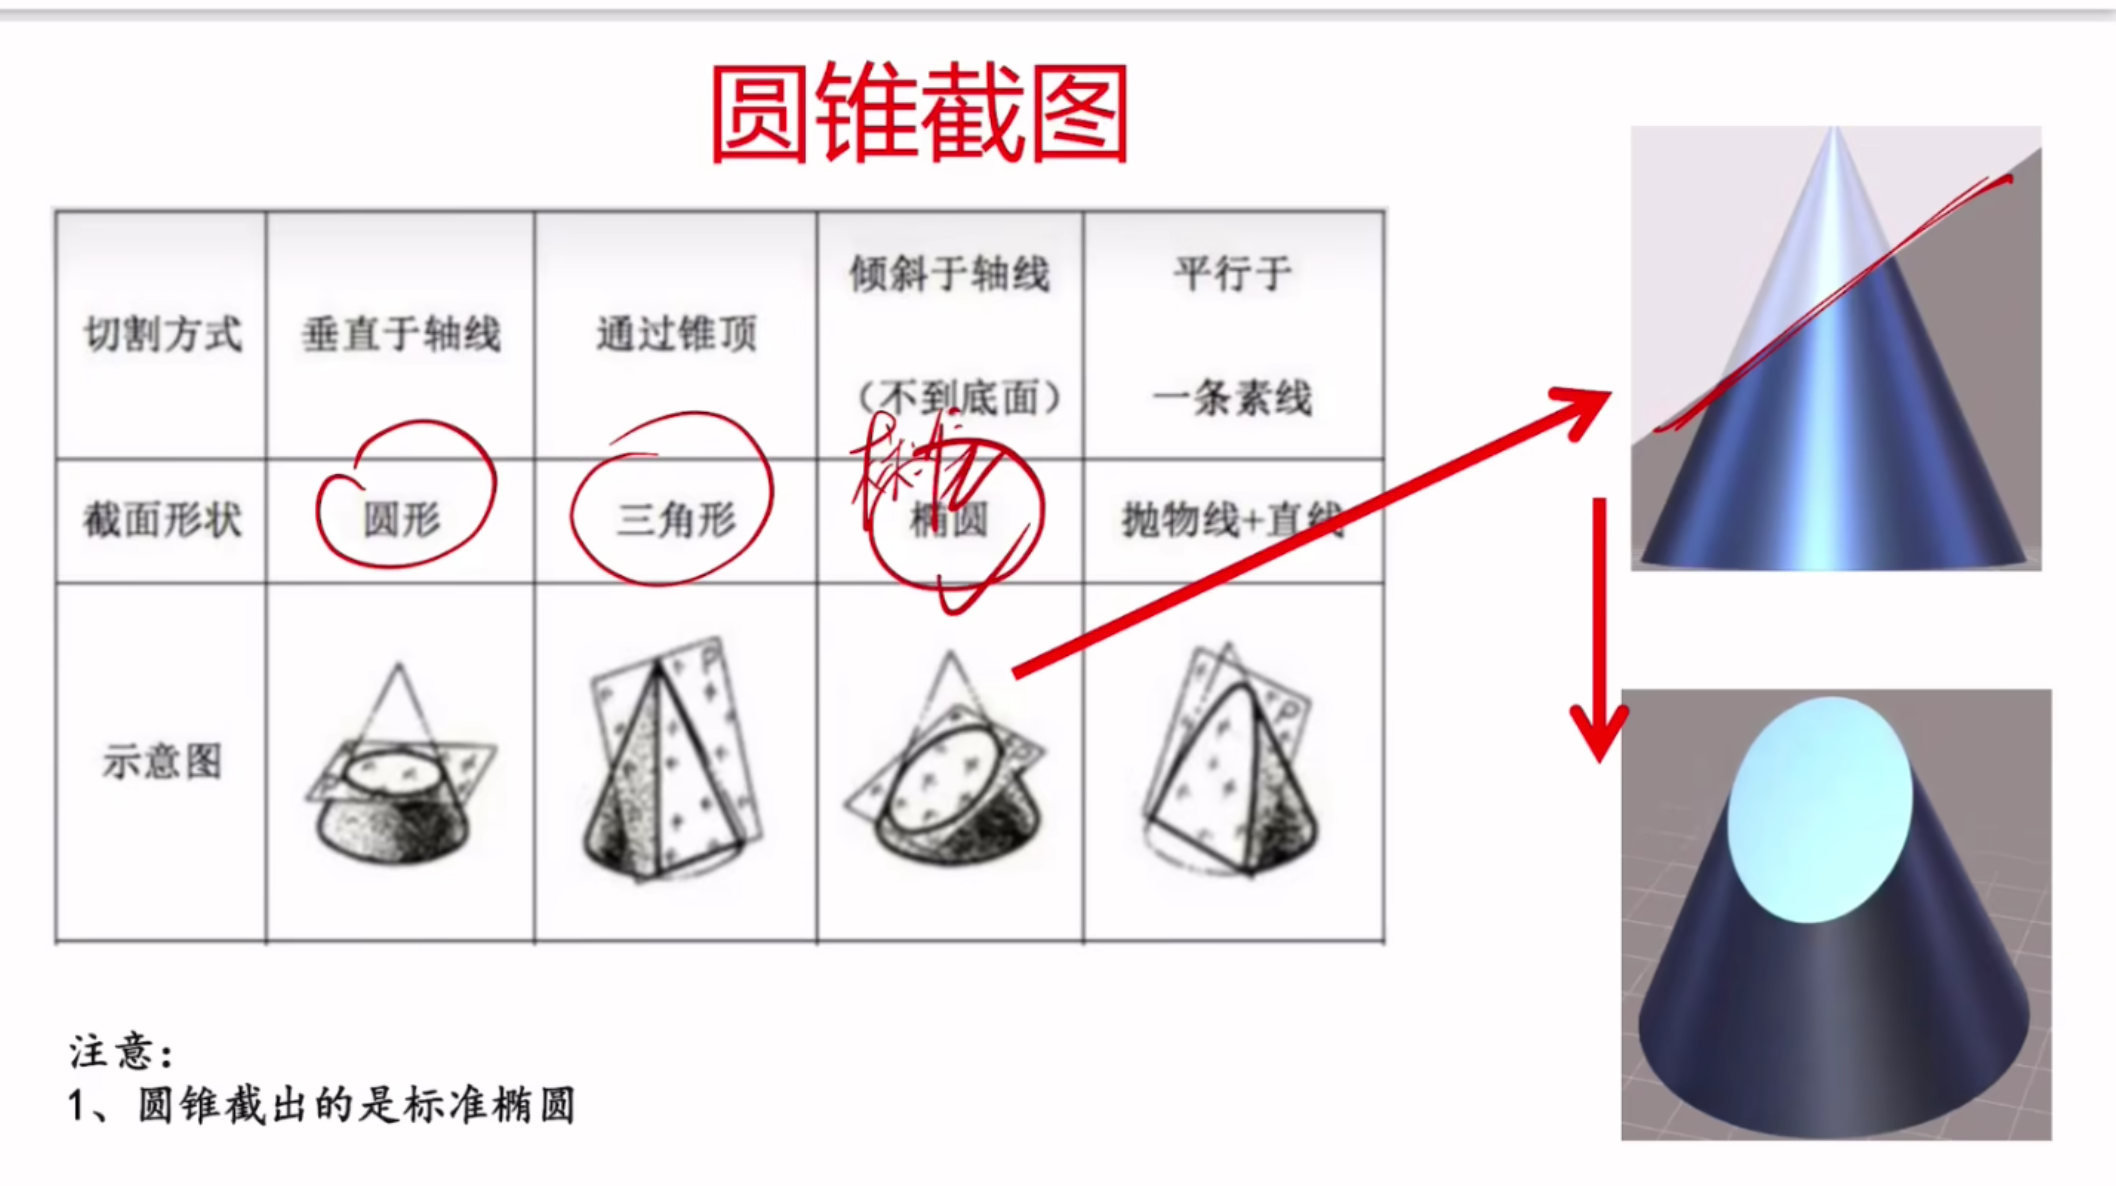 圆锥截图
切割方式
垂直于轴线
通过锥顶
倾斜于轴线
（不到底面）
平行于
一条素线
截面形状
圆形
三角形
椭圆
抛物线+直线
示意图
P
P
P
P
注意：
1、圆锥截出的是标准椭圆